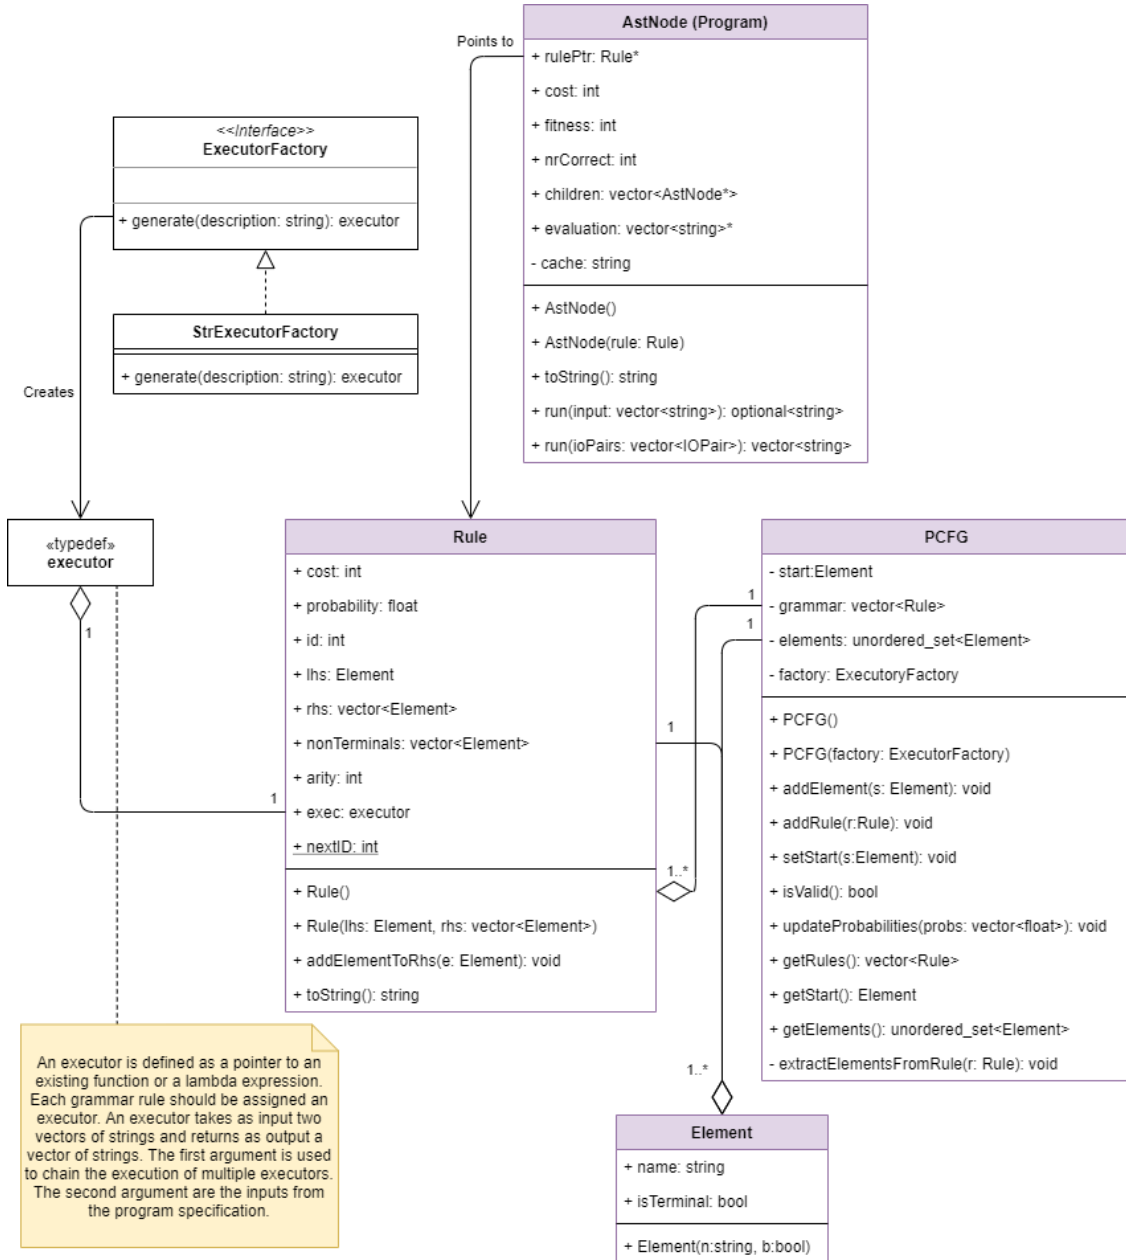 AstNode (Program)
+ rulePtr: Rule*
+ cost: int
+ fitness: int
+ nrCorrect: int
+ children: vector<AstNode*>
+ evaluation: vector<string>*
- cache: string
+ AstNode()
+ AstNode(rule: Rule)
+ toString(): string
+ run(input: vector<string>): optional<string>
+ run(ioPairs: vector<IOPair>): vector<string>
Points to
<<Interface>>
ExecutorFactory
+ generate(description: string): executor
StrExecutorFactory
+ generate(description: string): executor
Creates
«typedef»
executor
1
1
Rule
+ cost: int
+ probability: float
+ id: int
+ lhs: Element
+ rhs: vector<Element>
+ nonTerminals: vector<Element>
+ arity: int
+ exec: executor
+ nextID: int
+ Rule()
+ Rule(lhs: Element, rhs: vector<Element>)
+ addElementToRhs(e: Element): void
+ toString(): string
1
1
1
1..*
1..*
PCFG
- start:Element
- grammar: vector<Rule>
- elements: unordered_set<Element>
- factory: ExecutoryFactory
+ PCFG()
+ PCFG(factory: ExecutorFactory)
+ addElement(s: Element): void
+ addRule(r:Rule): void
+ setStart(s:Element): void
+ isValid(): bool
+ updateProbabilities(probs: vector<float>): void
+ getRules(): vector<Rule>
+ getStart(): Element
+ getElements(): unordered_set<Element>
- extractElementsFromRule(r: Rule): void
An executor is defined as a pointer to an
existing function or a lambda expression.
Each grammar rule should be assigned an
executor. An executor takes as input two
vectors of strings and returns as output a
vector of strings. The first argument is used
to chain the execution of multiple executors.
The second argument are the inputs from
the program specification.
Element
+ name: string
+ isTerminal: bool
+ Element(n:string, b:bool)